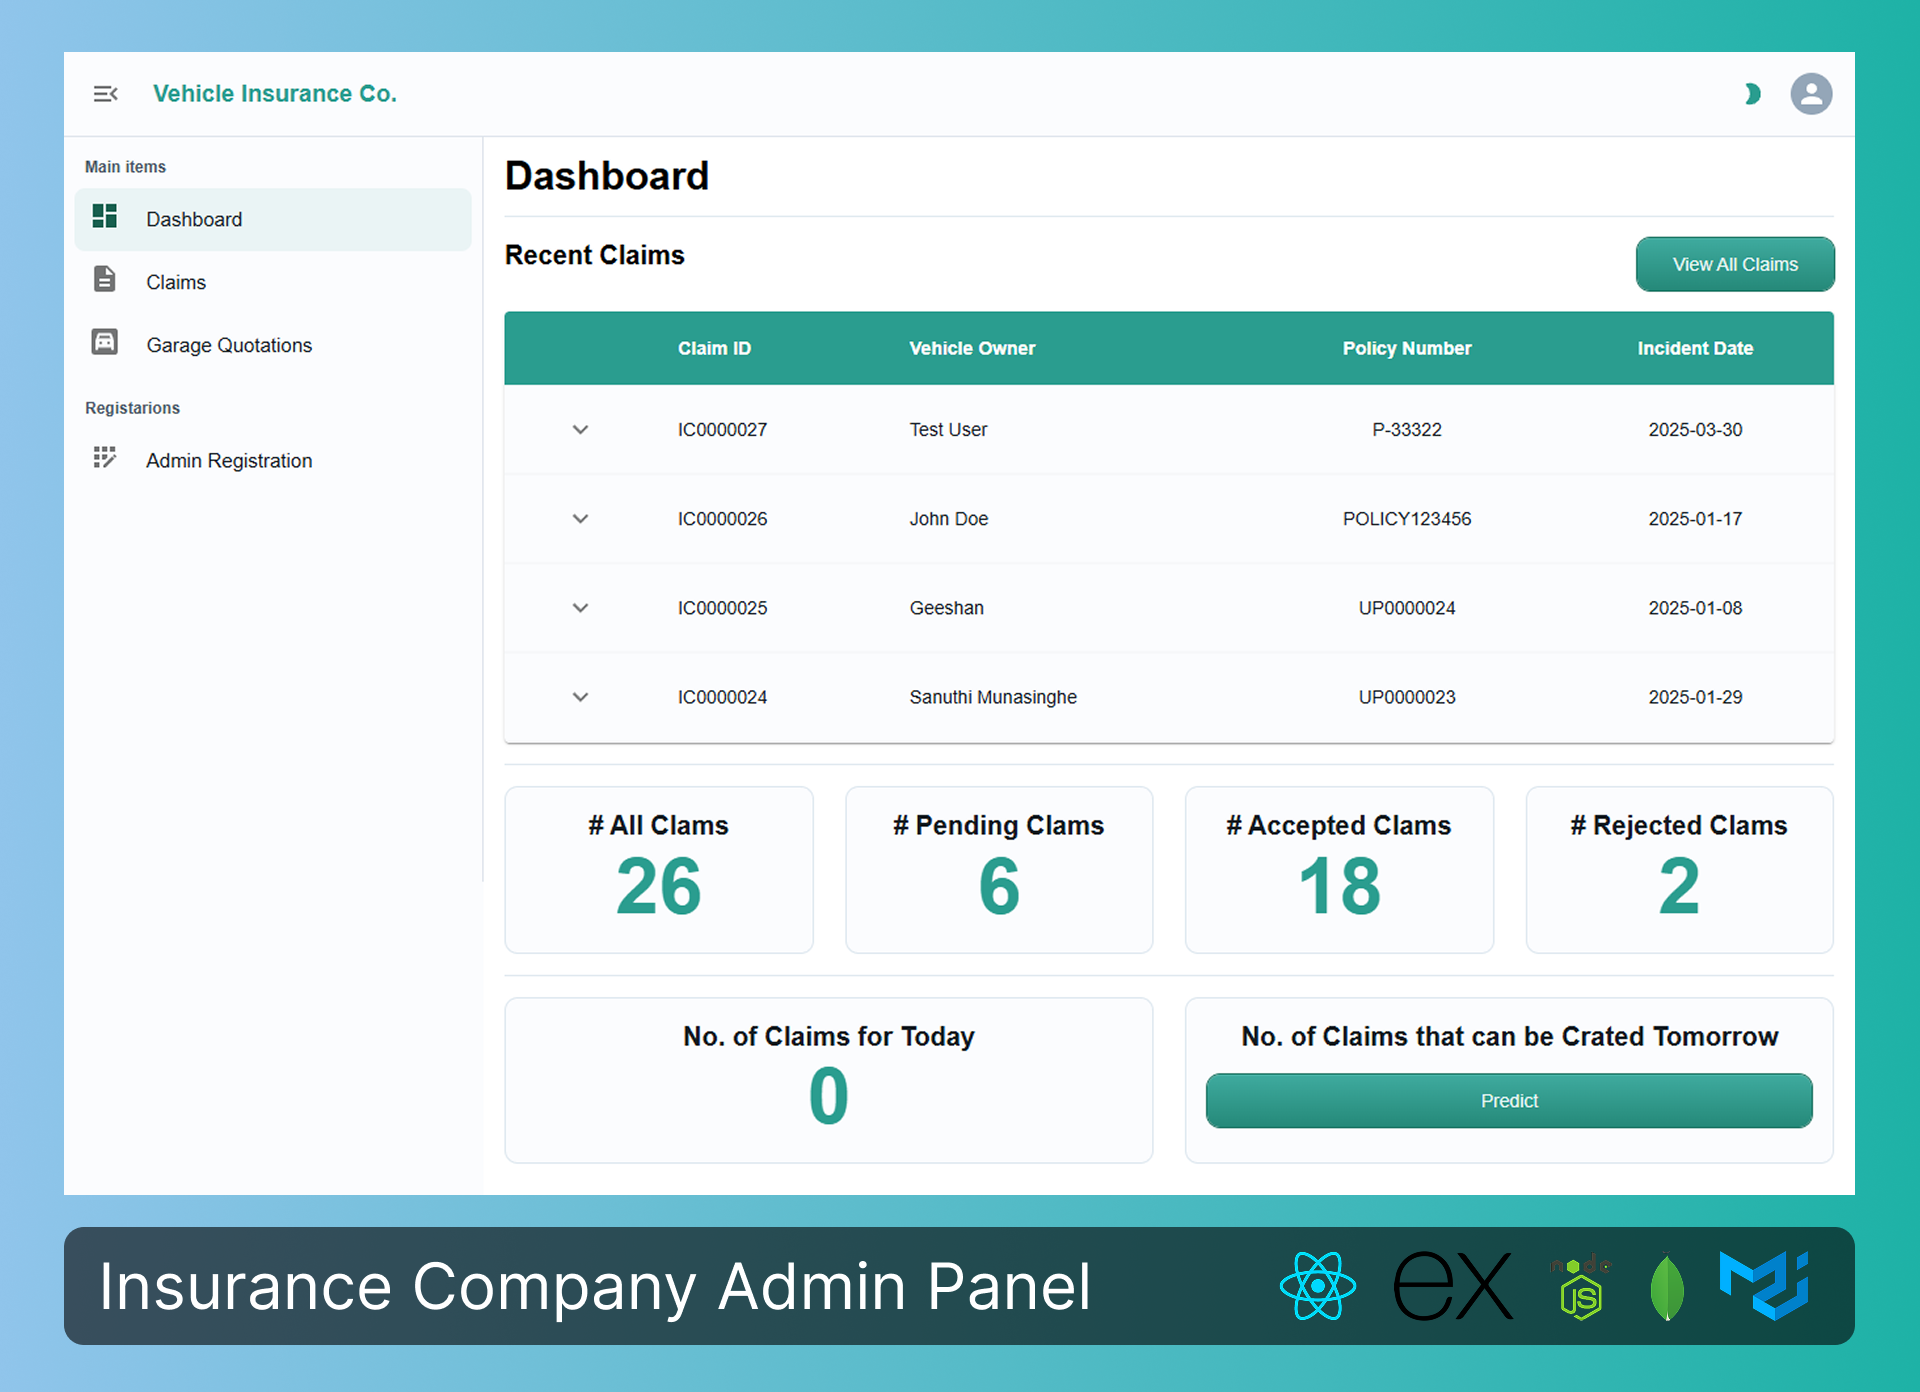 Vehicle Insurance Co.
Main items
Dashboard
Claims
Garage Quotations
Registarions
Admin Registration
Dashboard
Recent Claims
View All Claims
Claim ID Vehicle Owner Policy Number Incident Date
IC0000027 Test User P-33322 2025-03-30
IC0000026 John Doe POLICY123456 2025-01-17
IC0000025 Geeshan UP0000024 2025-01-08
IC0000024 Sanuthi Munasinghe UP0000023 2025-01-29
# All Clams # Pending Clams # Accepted Clams # Rejected Clams
26 6 18 2
No. of Claims for Today
0
No. of Claims that can be Crated Tomorrow
Predict
Insurance Company Admin Panel
ex
node
JS